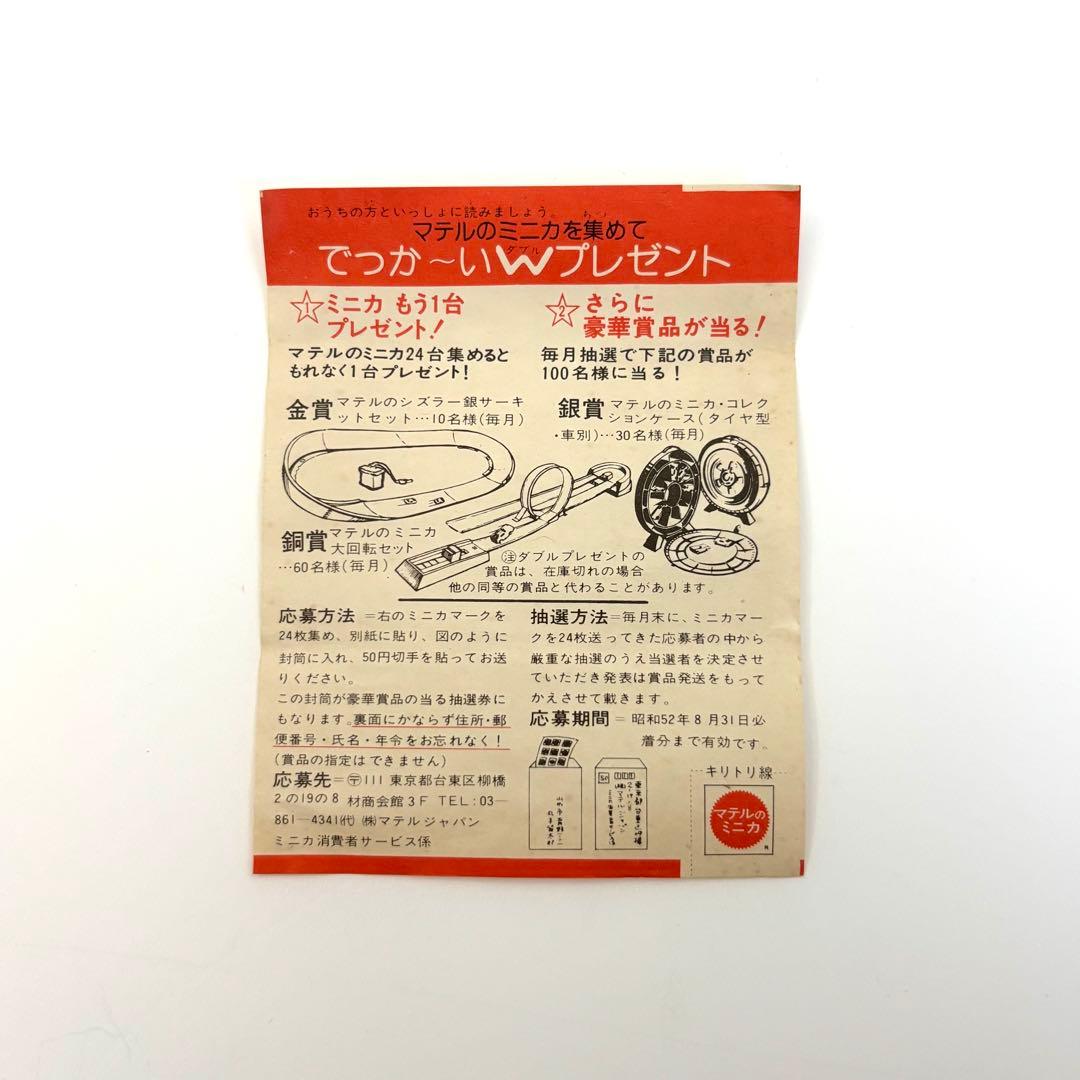 おうちの方といっしょに読みましょう。
マテルのミニカを集めて
でっか〜いWプレゼント
ダブル
1 ミニカ もう1台
プレゼント!
マテルのミニカ24台集めると
もれなく1台プレゼント!
2 さらに
豪華賞品が当る!
毎月抽選で下記の賞品が
100名様に当る!
金賞 マテルのシズラー銀サーキ
ットセット…10名様(毎月)
銀賞 マテルのミニカ・コレク
ションケース(タイヤ型
・車別)…30名様(毎月)
銅賞 マテルのミニカ
大回転セット
…60名様(毎月)
注 ダブルプレゼントの
賞品は、在庫切れの場合
他の同等の賞品と代わることがあります。
応募方法=右のミニカマークを
24枚集め、別紙に貼り、図のように
封筒に入れ、50円切手を貼ってお送
りください。
この封筒が豪華賞品の当る抽選券に
もなります。裏面にかならず住所・郵
便番号・氏名・年令をお忘れなく!
(賞品の指定はできません)
応募先=〒111 東京都台東区柳橋
2の19の8 材商会館3F TEL:03―
861―4341(代) ㈱マテルジャパン
ミニカ消費者サービス係
抽選方法=毎月末に、ミニカマー
クを24枚送ってきた応募者の中から
厳重な抽選のうえ当選者を決定させ
ていただき発表は賞品発送をもって
かえさせて載きます。
応募期間=昭和52年8月31日必
着分まで有効です。
キリトリ線
マテルの
ミニカ
50